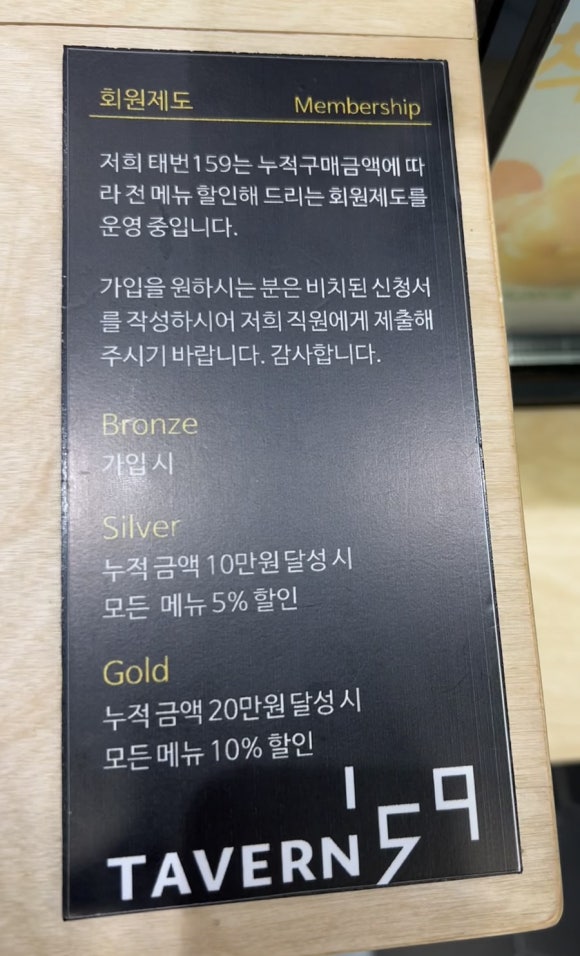 회원제도 Membership
저희 태번159는 누적구매금액에 따
라 전 메뉴 할인해 드리는 회원제도를
운영 중입니다.
가입을 원하시는 분은 비치된 신청서
를 작성하시어 저희 직원에게 제출해
주시기 바랍니다. 감사합니다.
Bronze
가입 시
Silver
누적 금액 10만원 달성 시
모든 메뉴 5% 할인
Gold
누적 금액 20만원 달성 시
모든 메뉴 10% 할인
TAVERN '59